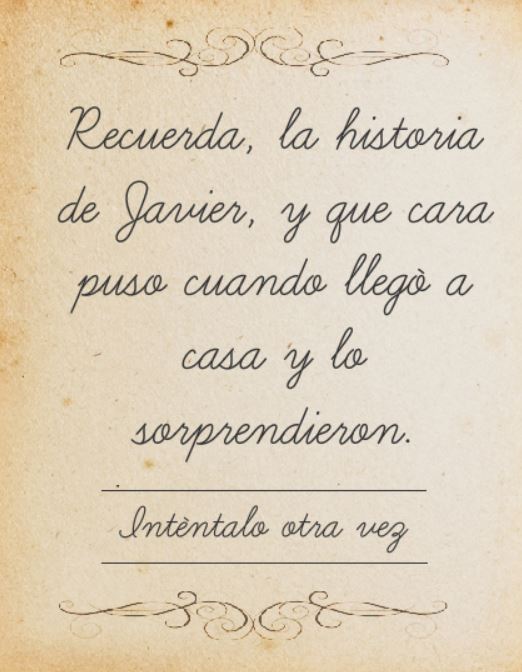 Recuerda, la historia
de Javier, y que cara
puso cuando llegò a
casa y lo
sorprendieron.
Intèntalo otra vez